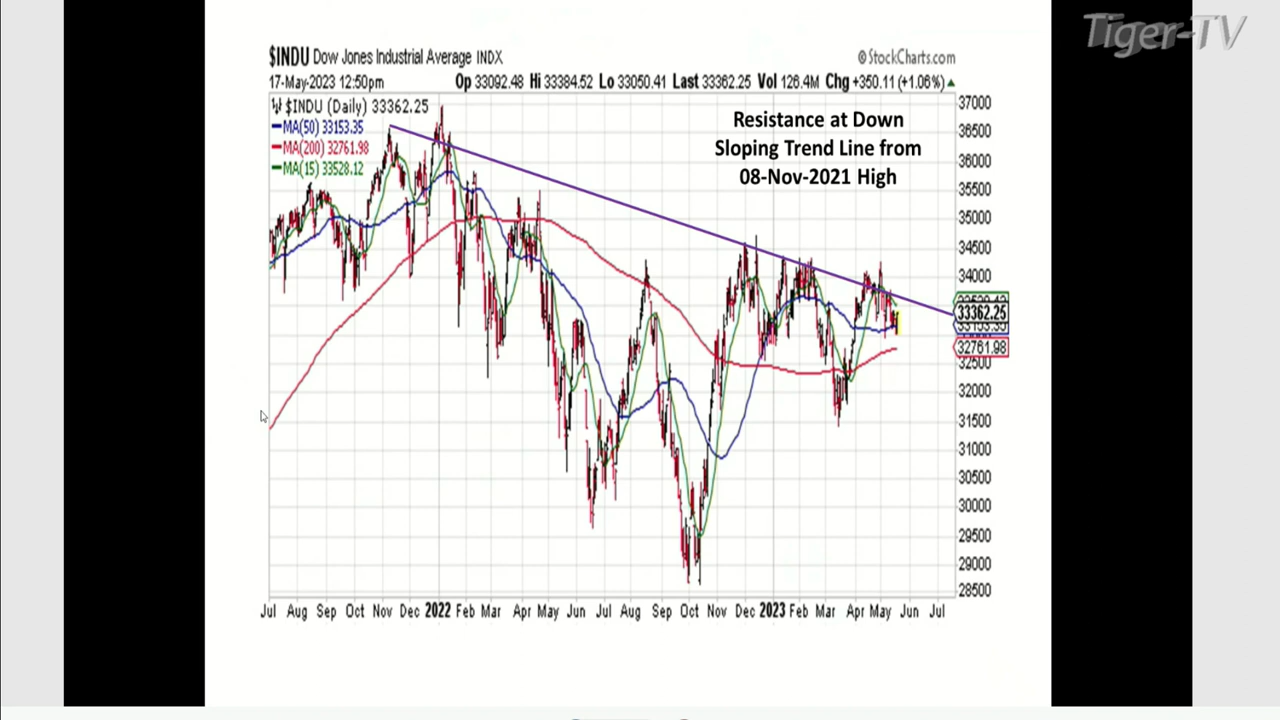 Tiger-TV
$INDU Dow Jones Industrial Average INDX
© StockCharts.com
17-May-2023 12:50pm
Op 33092.48 Hi 33384.52 Lo 33050.41 Last 33362.25 Vol 126.4M Chg +350.11 (+1.06%)
$INDU (Daily) 33362.25
MA(50) 33153.35
MA(200) 32761.98
MA(15) 33528.12
Resistance at Down
Sloping Trend Line from
08-Nov-2021 High
37000
36500
36000
35500
35000
34500
34000
33362.25
32761.98
32500
32000
31500
31000
30500
30000
29500
29000
28500
Jul Aug Sep Oct Nov Dec 2022 Feb Mar Apr May Jun Jul Aug Sep Oct Nov Dec 2023 Feb Mar Apr May Jun Jul